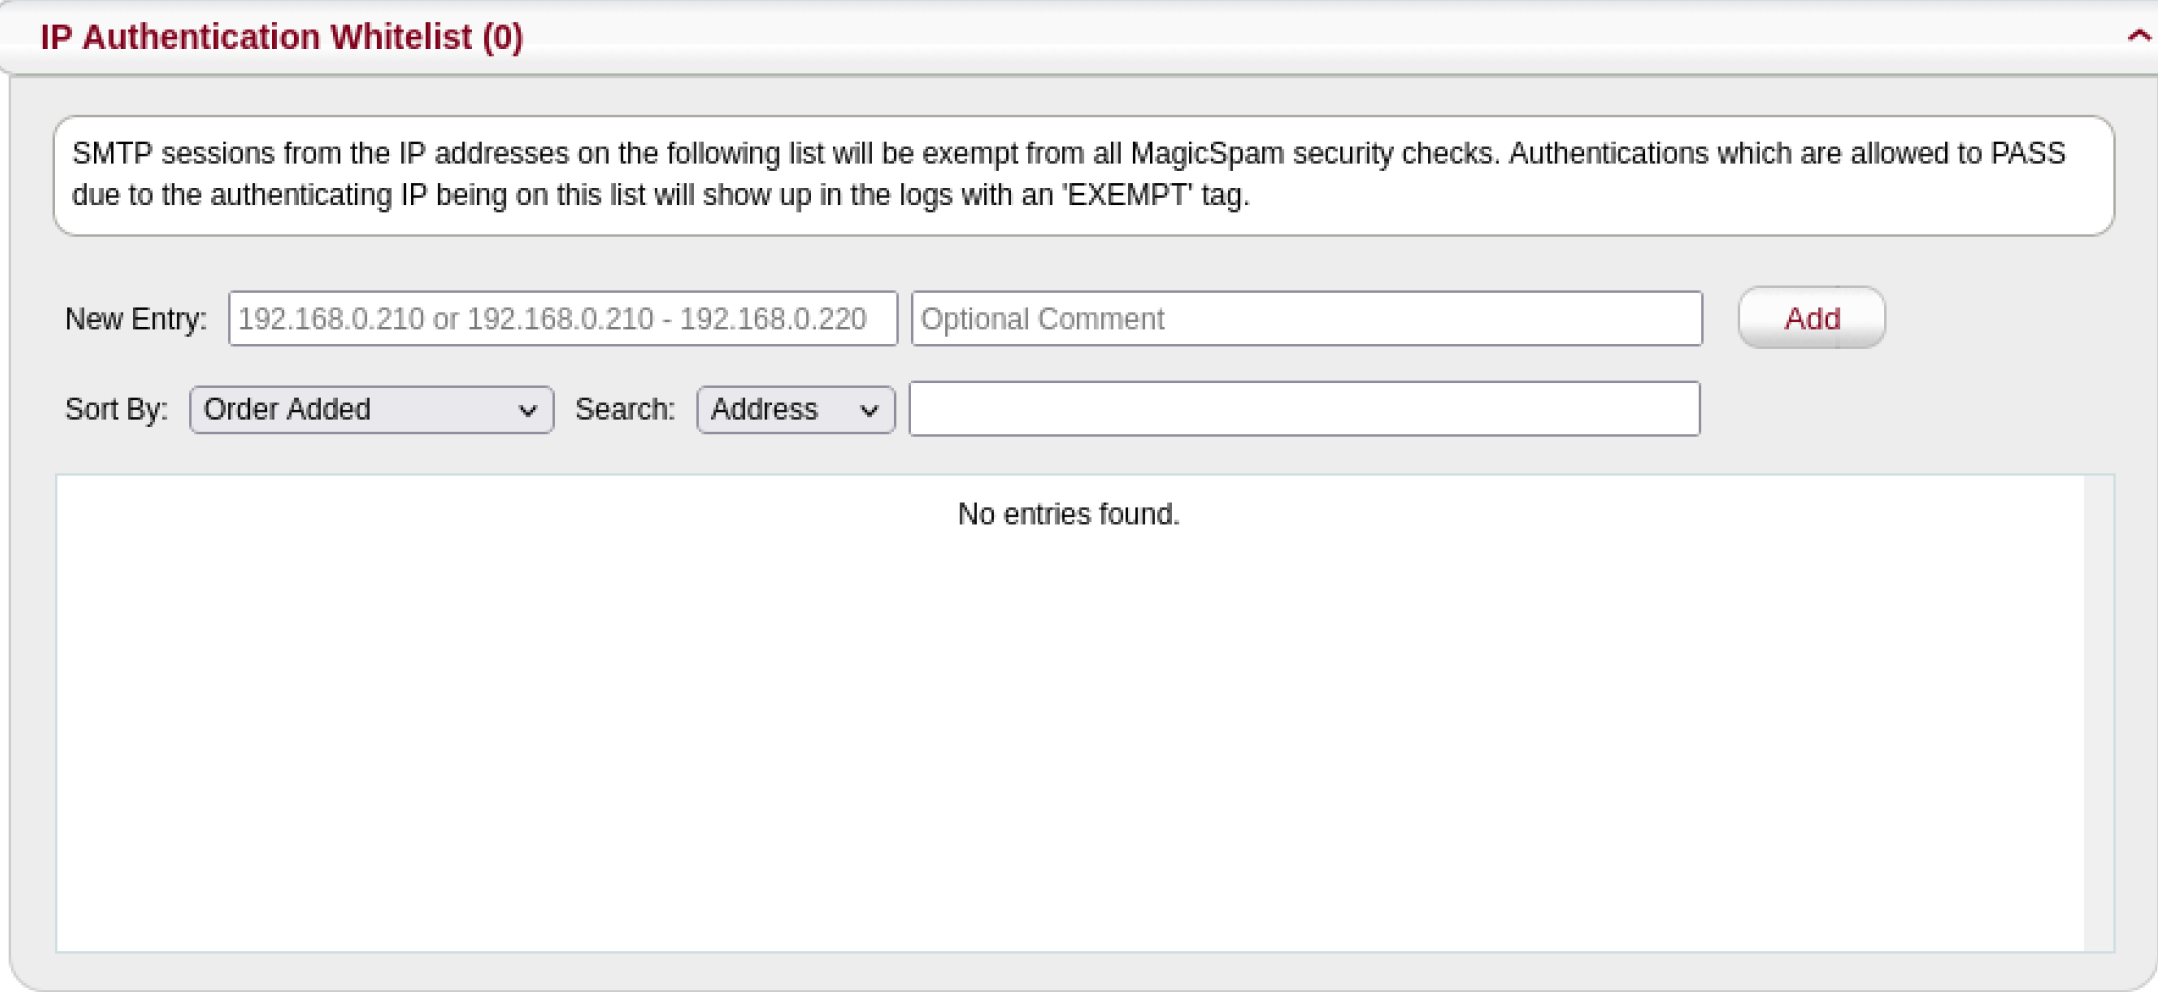 IP Authentication Whitelist (0)
SMTP sessions from the IP addresses on the following list will be exempt from all MagicSpam security checks. Authentications which are allowed to PASS
due to the authenticating IP being on this list will show up in the logs with an 'EXEMPT' tag.
New Entry: 192.168.0.210 or 192.168.0.210 - 192.168.0.220 Optional Comment Add
Sort By: Order Added Search: Address
No entries found.